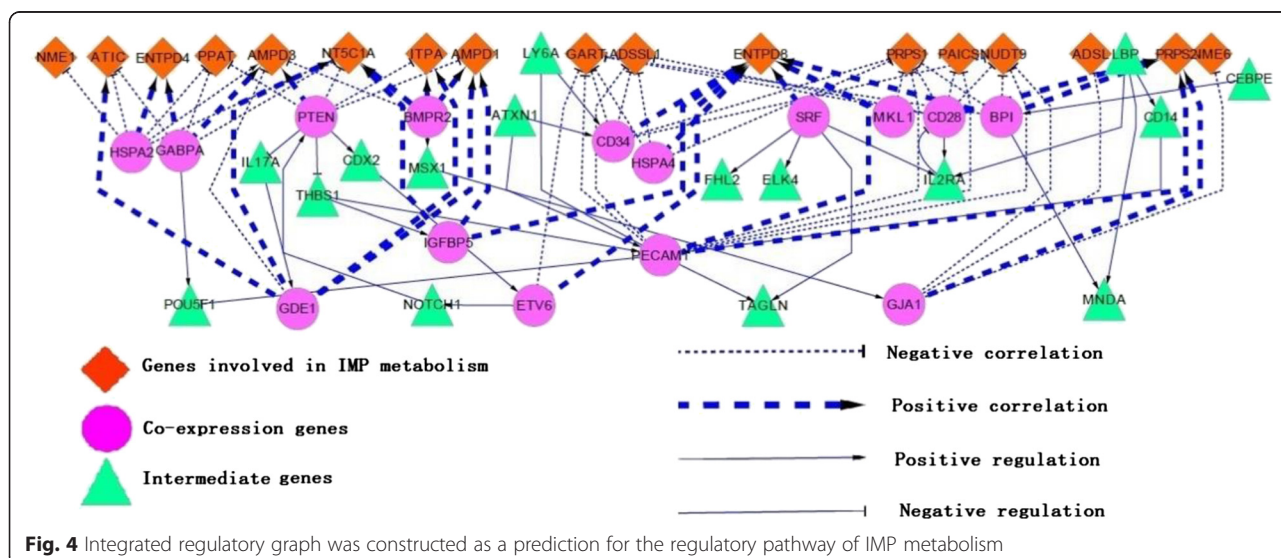 NME1 ATIC ENTPD4 PPAT AMPD3 NT5C1A ITPA AMPD1 LY6A GART ADSSL1 ENTPD8 PRPS1 PAICS NUDT9 ADSL LBP PRPS2 IME6
CEBPE
PTEN BMPR2 ATXN1 SRF MKL1 CD28 BPI CD14
HSPA2 GABPA IL17A CDX2 MSX1 CD34 HSPA4
THBS1 FHL2 ELK4 IL2RA
IGFBP5 PECAM1
POU5F1 GDE1 NOTCH1 ETV6 TAGLN GJA1 MNDA
Genes involved in IMP metabolism
Co-expression genes
Intermediate genes
Negative correlation
Positive correlation
Positive regulation
Negative regulation
Fig. 4 Integrated regulatory graph was constructed as a prediction for the regulatory pathway of IMP metabolism